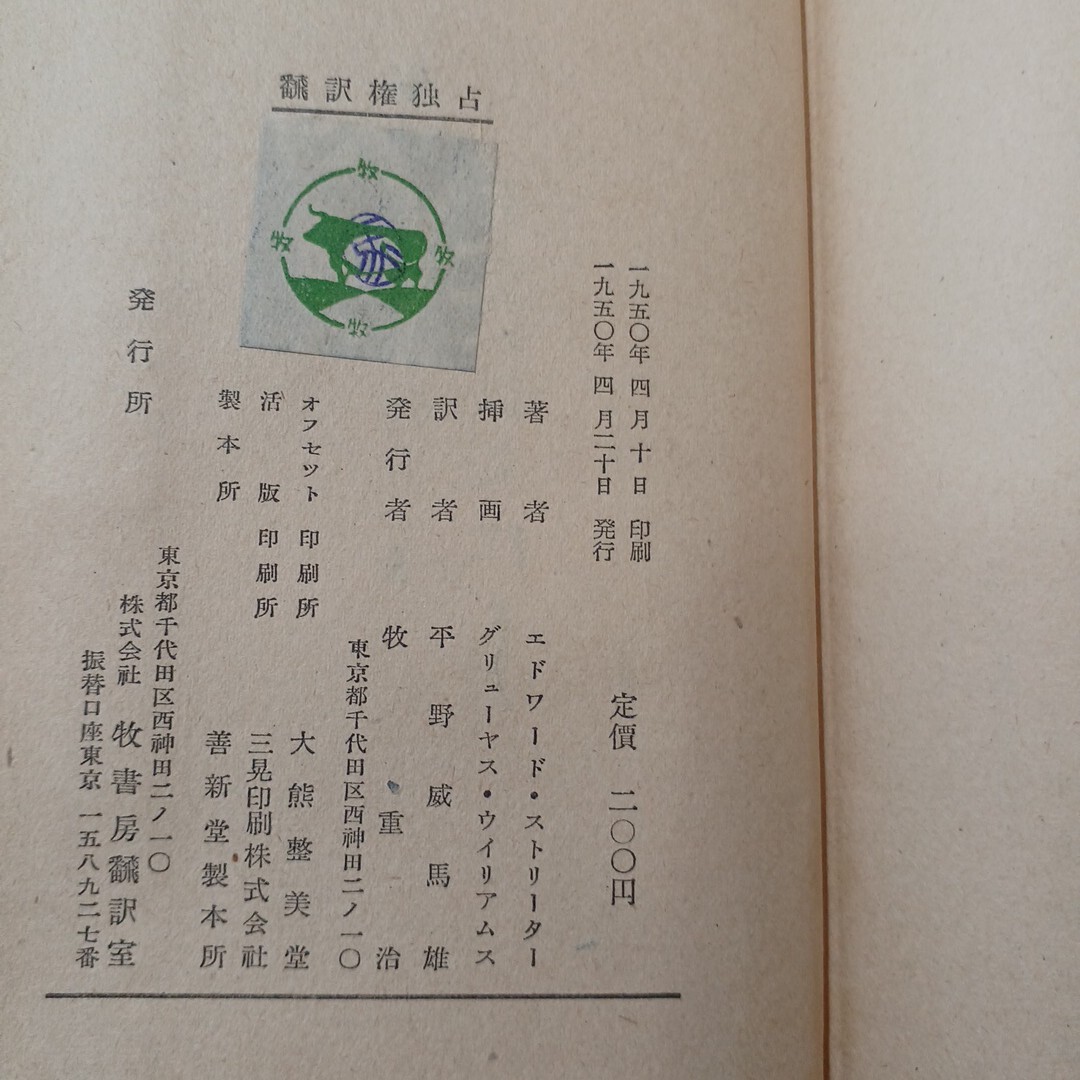 飜訳権独占
牧
牧
牧
牧
一九五〇年 四月十日 印刷
一九五〇年 四月二十日 発行
定價 二〇〇円
著者 エドワード・ストリーター
挿画 グリューヤス・ウイリアムス
訳者 平野威馬雄
発行者 牧重治
東京都千代田区西神田二ノ一〇
オフセット印刷所 大熊整美堂
活版印刷所 三晃印刷株式会社
製本所 善新堂製本所
発行所
東京都千代田区西神田二ノ一〇
株式会社 牧書房飜訳室
振替口座東京 一五八九二七番